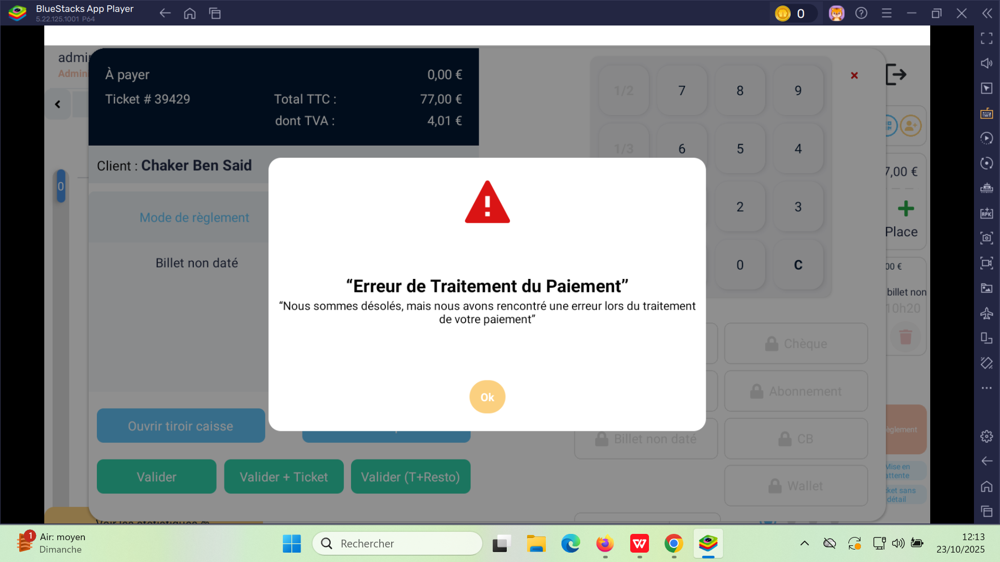 BlueStacks App Player
5.22.125.1001 P64
0
admin
Admini
À payer
0,00 €
Ticket # 39429
Total TTC :
77,00 €
dont TVA :
4,01 €
1/2
7
8
9
Client : Chaker Ben Said
1/3
6
5
4
7,00 €
0
Mode de règlement
2
3
Place
Billet non daté
0
C
00 €
billet non
10h20
“Erreur de Traitement du Paiement”
“Nous sommes désolés, mais nous avons rencontré une erreur lors du traitement
de votre paiement”
Ok
Chèque
Abonnement
Ouvrir tiroir caisse
Billet non daté
CB
èglement
Valider
Valider + Ticket
Valider (T+Resto)
Wallet
Mise en
attente
ket sans
détail
Voir les statistiques
APK
1
Air: moyen
Dimanche
Rechercher
12:13
23/10/2025